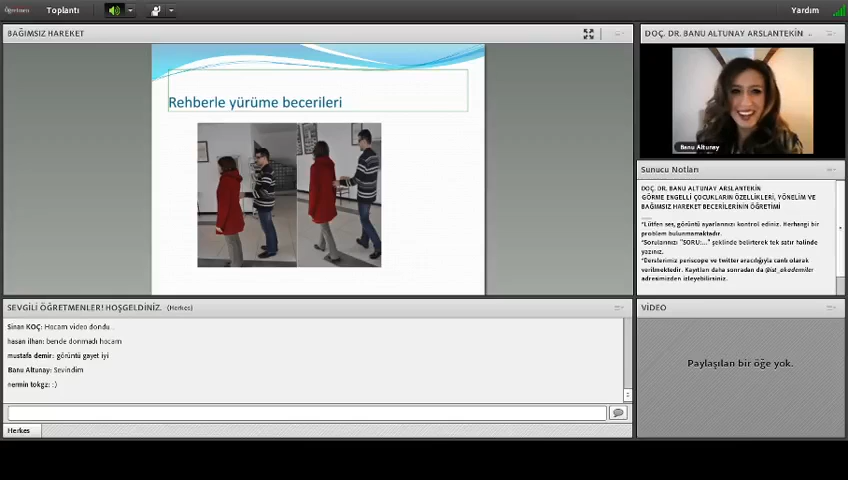 öğretmen
Toplantı
Yardım
BAĞIMSIZ HAREKET
Rehberle yürüme becerileri
DOÇ. DR. BANU ALTUNAY ARSLANTEKİN ..
Banu Altunay
Sunucu Notları
DOÇ. DR. BANU ALTUNAY ARSLANTEKİN
GÖRME ENGELLİ ÇOCUKLARIN ÖZELLİKLERİ, YÖNELİM VE
BAĞIMSIZ HAREKET BECERİLERİNİN ÖĞRETİMİ
*Lütfen ses, görüntü ayarlarınızı kontrol ediniz. Herhangi bir
problem bulunmamaktadır.
*Sorularınızı "SORU:..." şeklinde belirterek tek satır halinde
yazınız.
*Derslerimiz periscope ve twitter aracılığıyla canlı olarak
verilmektedir. Kayıtları daha sonradan da @ist_akademiler
adresimizden izleyebilirsiniz.
SEVGİLİ ÖĞRETMENLER! HOŞGELDİNİZ. (Herkes)
Sinan KOÇ: Hocam video dondu..
hasan ilhan: bende donmadı hocam
mustafa demir: görüntü gayet iyi
Banu Altunay: Sevindim
nermin tokgz: :)
Herkes
VİDEO
Paylaşılan bir öğe yok.